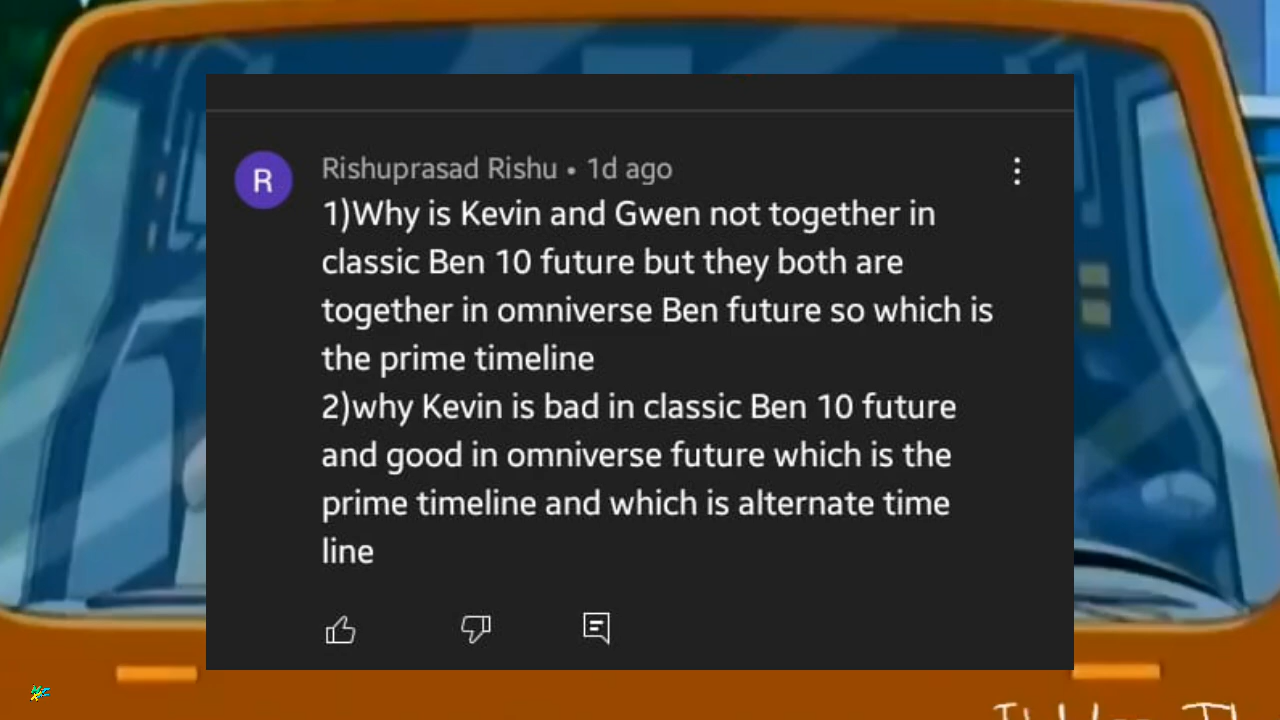 Rishuprasad Rishu • 1d ago
R
1)Why is Kevin and Gwen not together in
classic Ben 10 future but they both are
together in omniverse Ben future so which is
the prime timeline
2)why Kevin is bad in classic Ben 10 future
and good in omniverse future which is the
prime timeline and which is alternate time
line